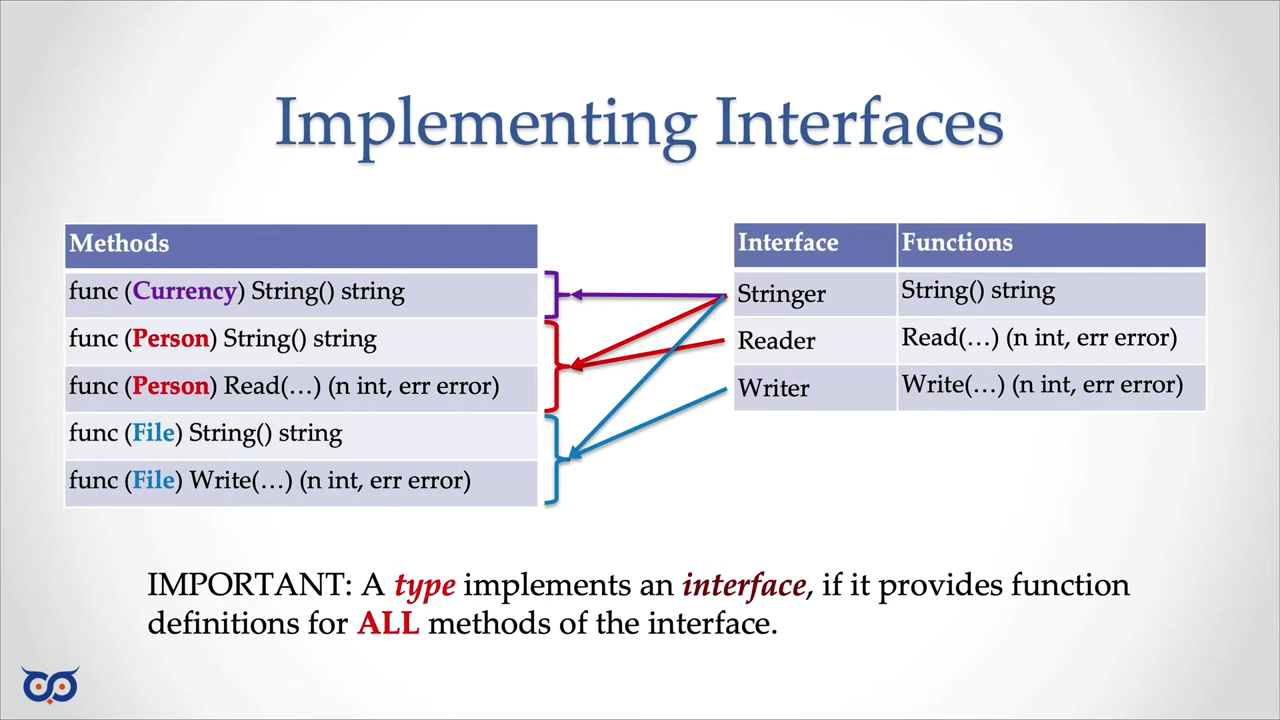 Implementing Interfaces
Methods
func (Currency) String() string
func (Person) String() string
func (Person) Read(…) (n int, err error)
func (File) String() string
func (File) Write(…) (n int, err error)
Interface Functions
Stringer String() string
Reader Read(…) (n int, err error)
Writer Write(…) (n int, err error)
IMPORTANT: A type implements an interface, if it provides function
definitions for ALL methods of the interface.